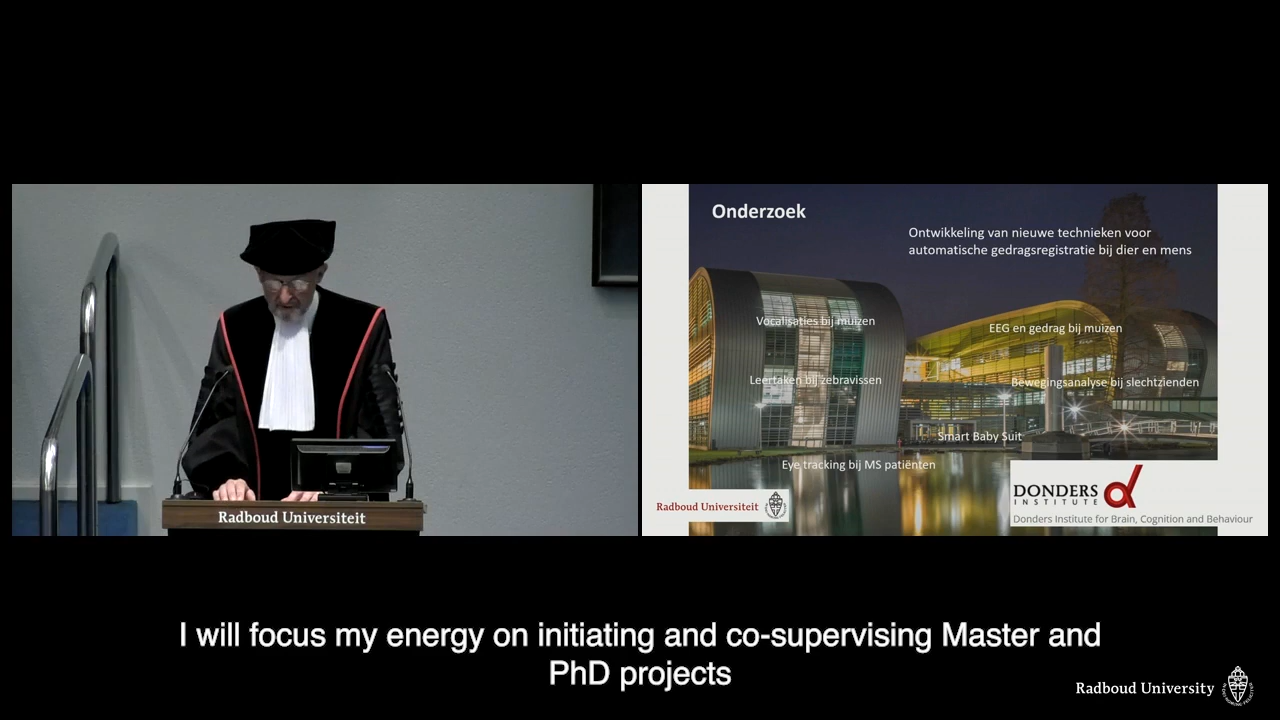 Onderzoek
Ontwikkeling van nieuwe technieken voor
automatische gedragsregistratie bij dier en mens
Vocalisaties bij muizen
EEG en gedrag bij muizen
Leertaken bij zebravissen
Bewegingsanalyse bij slechtzienden
Smart Baby Suit
Eye tracking bij MS patiënten
Radboud Universiteit
DONDERS
INSTITUTE
Donders Institute for Brain, Cognition and Behaviour
Radboud Universiteit
I will focus my energy on initiating and co-supervising Master and
PhD projects
Radboud University